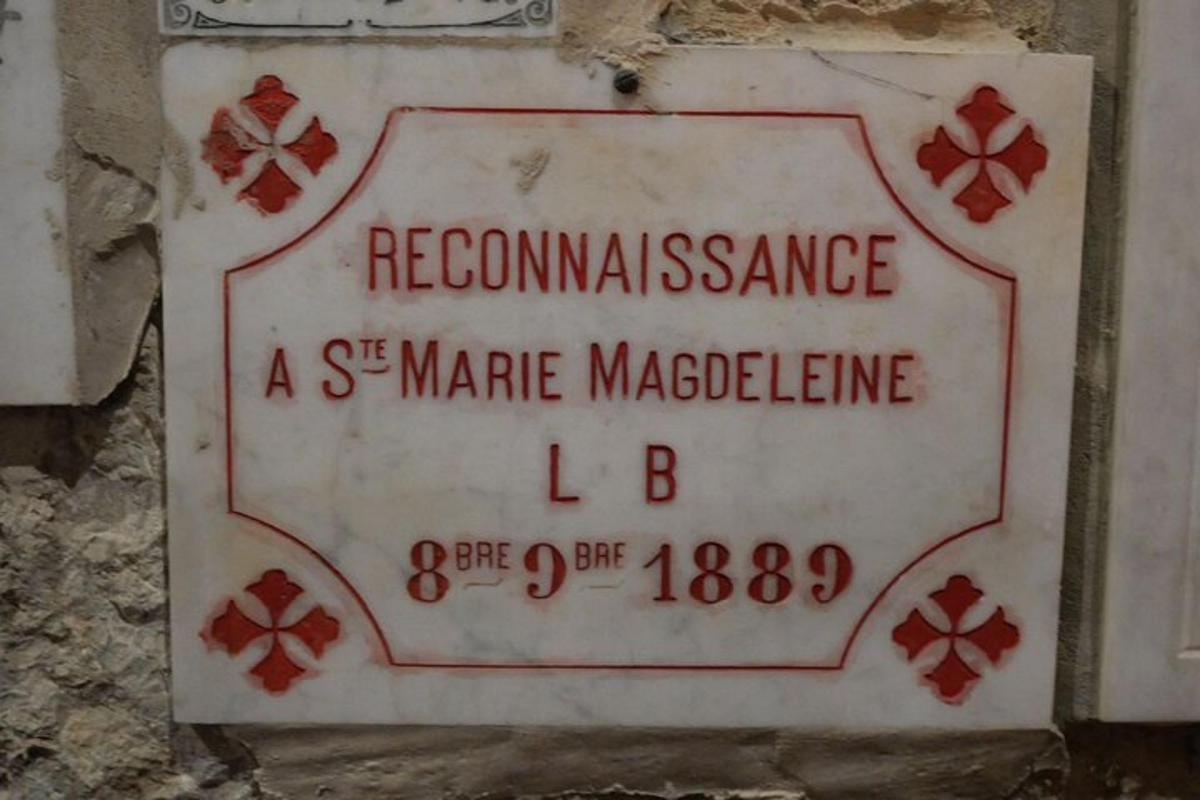 RECONNAISSANCE
A STE MARIE MAGDELEINE
L B
8BRE 9BRE 1889